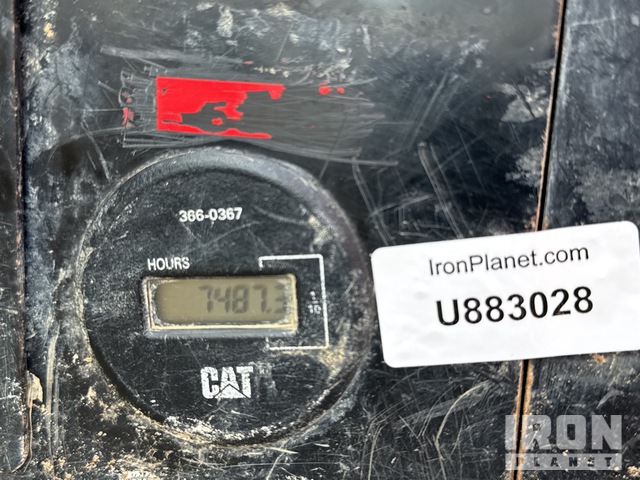 366-0367
HOURS
7487.3
1/10
CAT
IronPlanet.com
U883028
IRON
PLANET